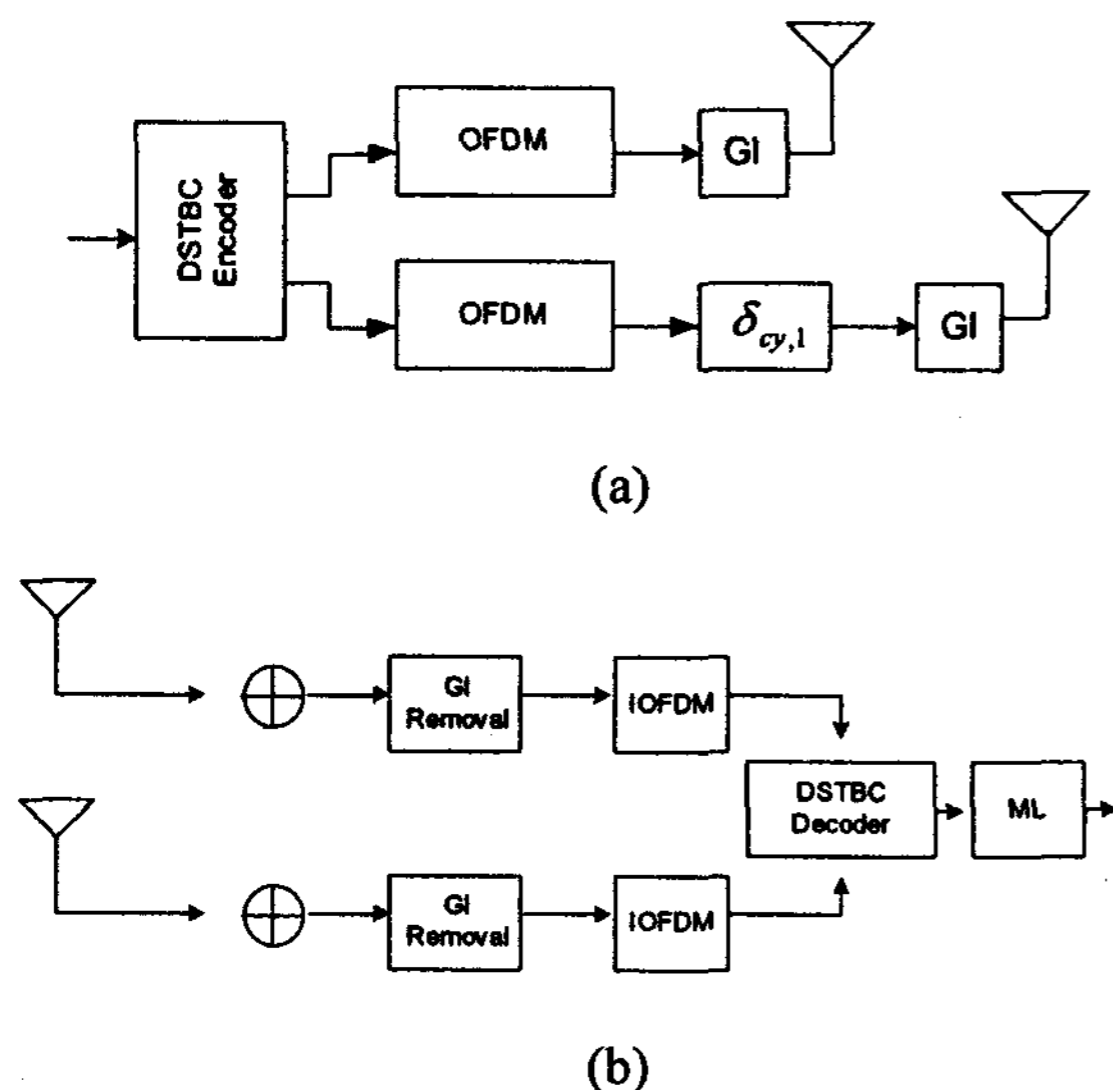 OFDM
GI
DSTBC
Encoder
OFDM
δcy,1
GI
(a)
GI
Removal
IOFDM
DSTBC
Decoder
ML
GI
Removal
IOFDM
(b)